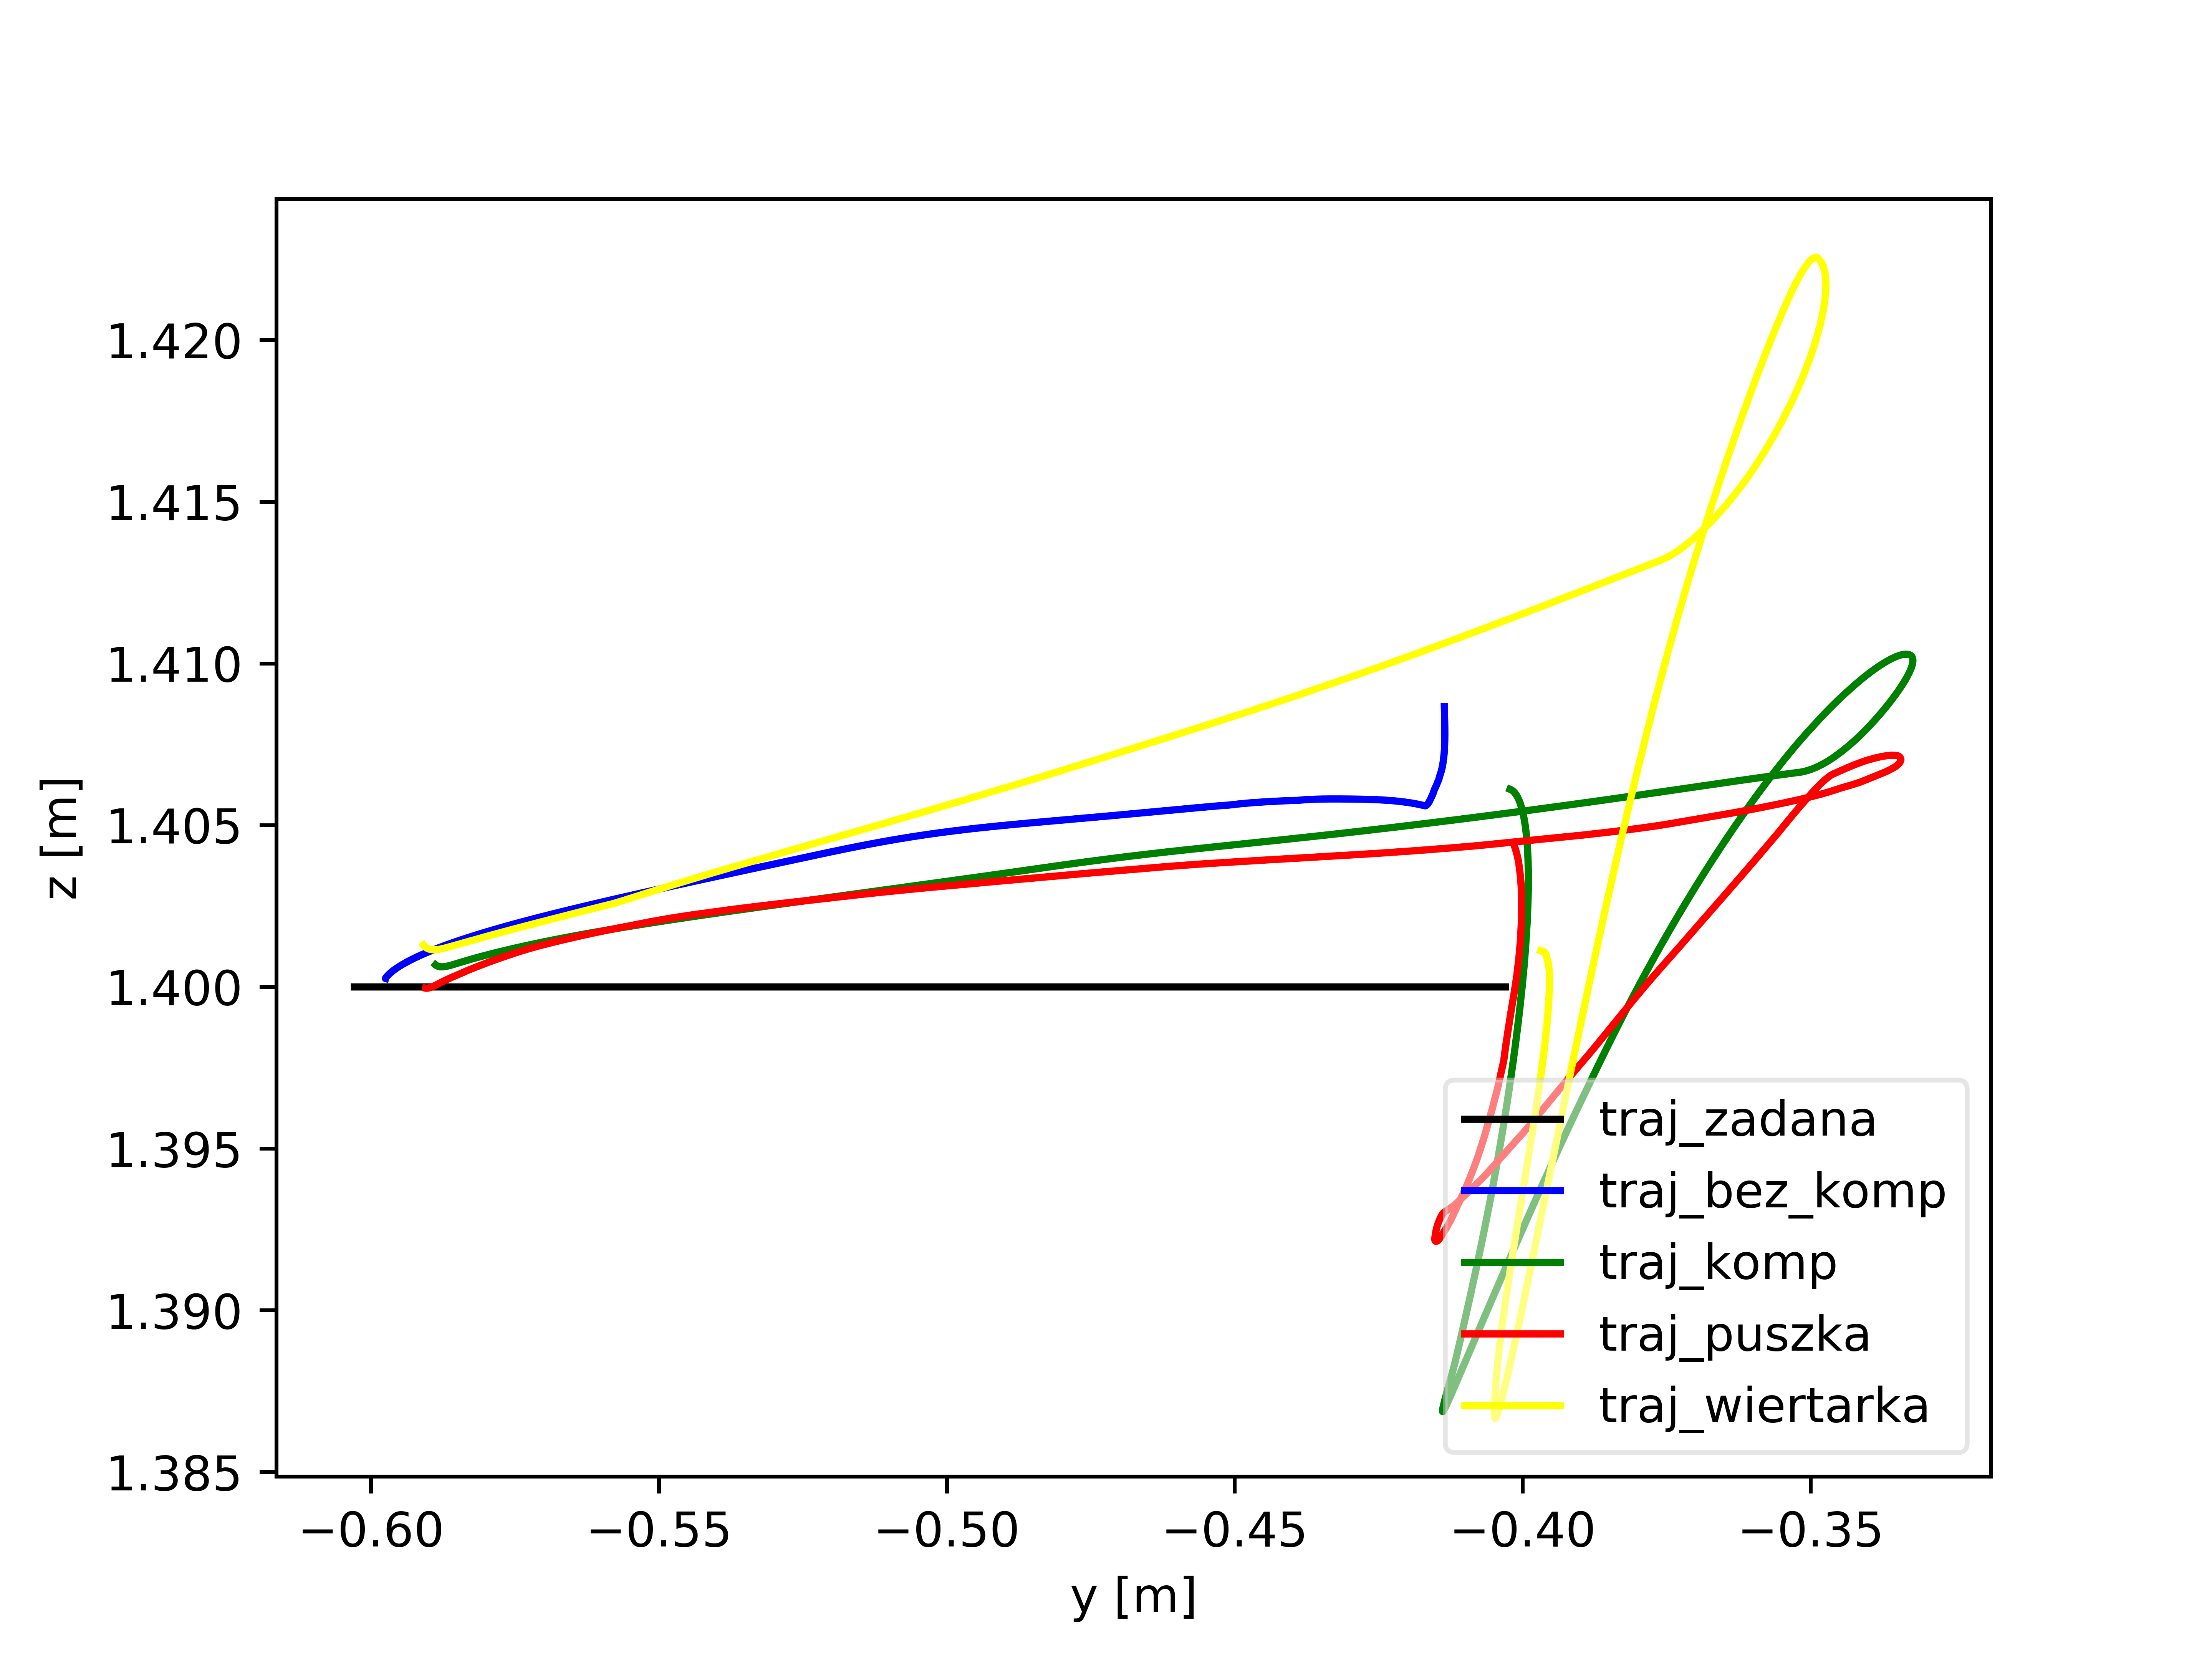 1.420
1.415
1.410
1.405
1.400
1.395
1.390
1.385
z [m]
traj_zadana
traj_bez_komp
traj_komp
traj_puszka
traj_wiertarka
−0.60 −0.55 −0.50 −0.45 −0.40 −0.35
y [m]